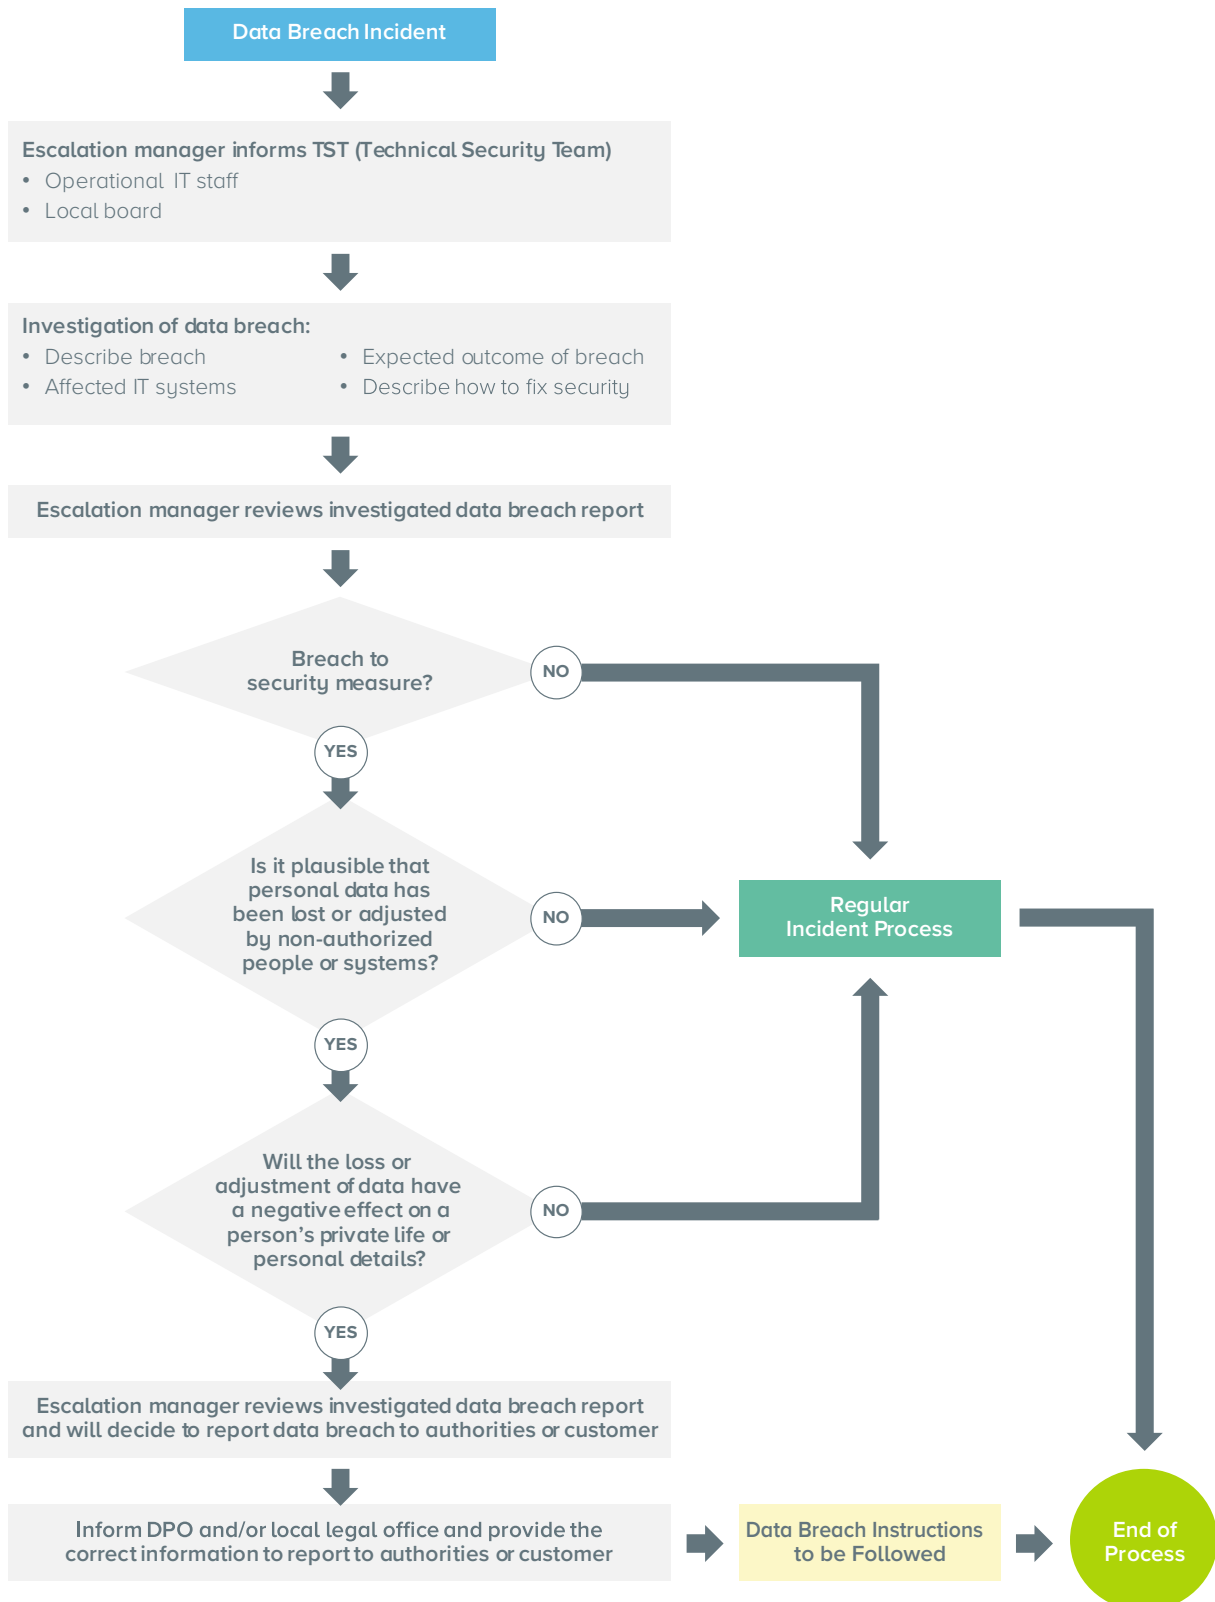 Data Breach Incident
Escalation manager informs TST (Technical Security Team)
• Operational IT staff
• Local board
Investigation of data breach:
• Describe breach
• Affected IT systems
• Expected outcome of breach
• Describe how to fix security
Escalation manager reviews investigated data breach report
Breach to
security measure?
NO
YES
Is it plausible that
personal data has
been lost or adjusted
by non-authorized
people or systems?
NO
Regular
Incident Process
YES
Will the loss or
adjustment of data have
a negative effect on a
person's private life or
personal details?
NO
YES
Escalation manager reviews investigated data breach report
and will decide to report data breach to authorities or customer
Inform DPO and/or local legal office and provide the
correct information to report to authorities or customer
Data Breach Instructions
to be Followed
End of
Process